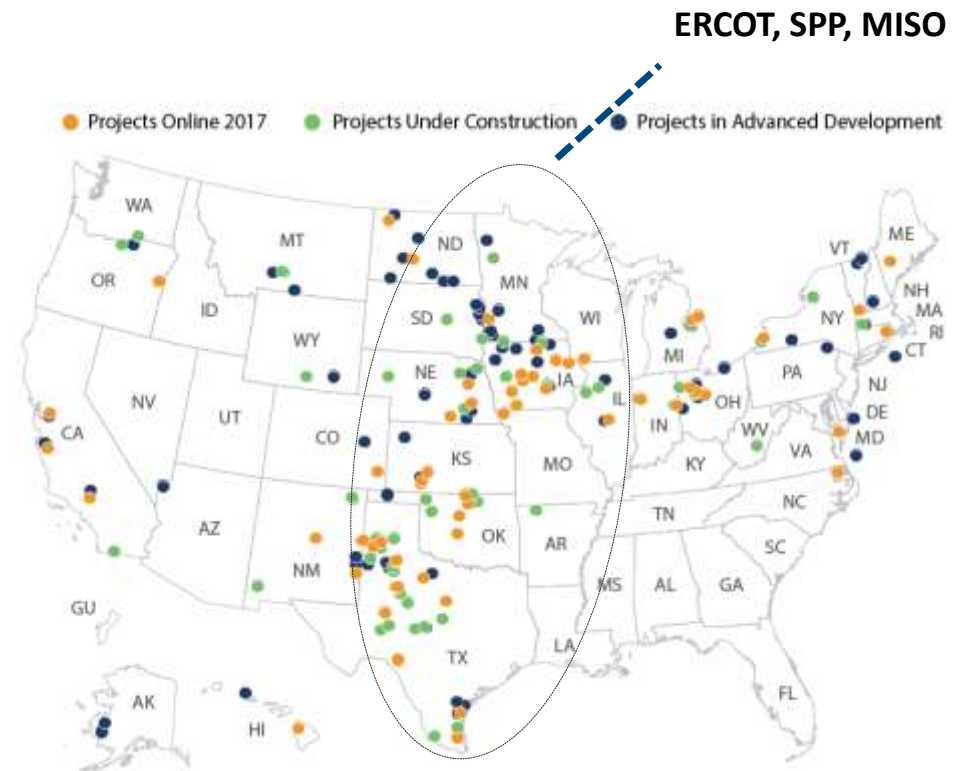 ERCOT, SPP, MISO
Projects Online 2017 Projects Under Construction Projects in Advanced Development
WA
MT
ND
MN
VT
ME
OR
ID
SD
WI
NH
NY
MA
RI
WY
MI
CT
NE
IA
PA
NV
UT
IL
IN
OH
NJ
DE
CA
CO
KS
MO
WV
MD
VA
KY
AZ
NM
OK
AR
TN
NC
SC
MS
AL
GA
GU
TX
LA
AK
HI
FL